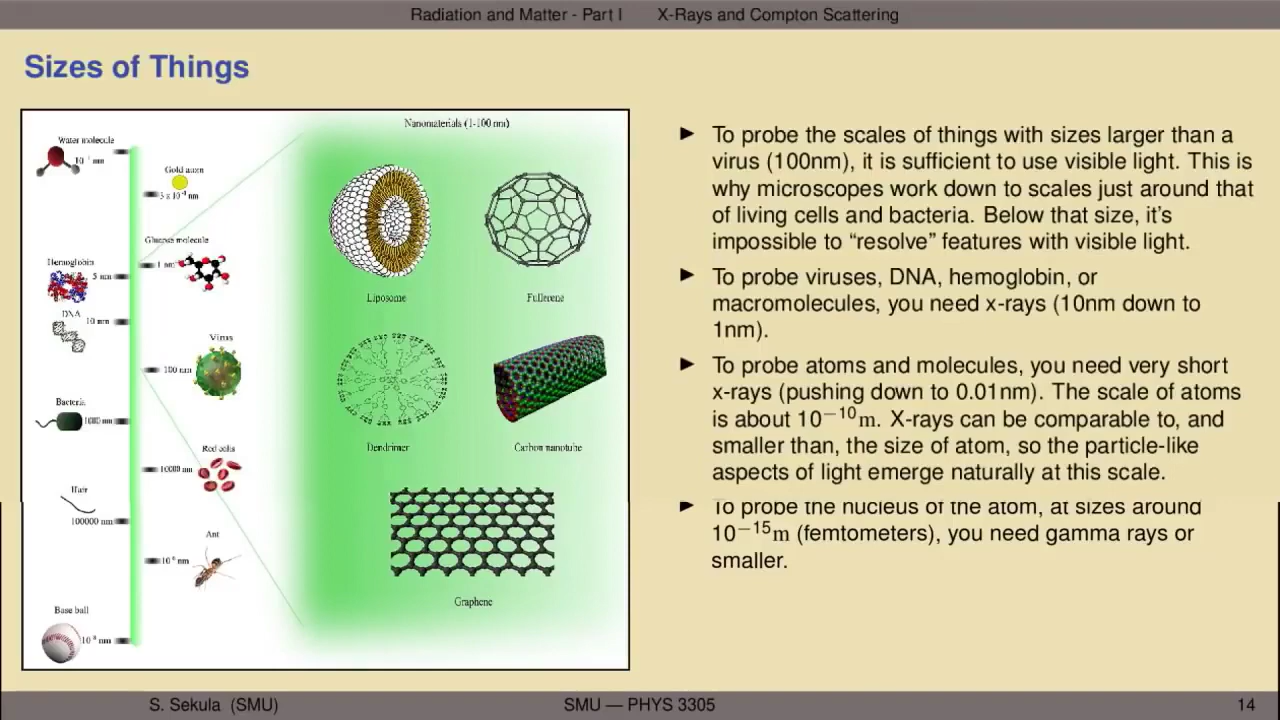 Radiation and Matter - Part I X-Rays and Compton Scattering
Sizes of Things
Nanomaterials (1-100 nm)
Water molecule
nm
Gold
nm
Glucose molecule
1 nm
Hemoglobin
5 nm
DNA
10 nm
Virus
100 nm
Bacteria
1000 nm
Red cells
10000 nm
Hair
100000 nm
Ant
nm
Base ball
nm
Liposome
Fullerene
Dendrimer
Carbon nanotube
Graphene
► To probe the scales of things with sizes larger than a
virus (100nm), it is sufficient to use visible light. This is
why microscopes work down to scales just around that
of living cells and bacteria. Below that size, it's
impossible to “resolve” features with visible light.
► To probe viruses, DNA, hemoglobin, or
macromolecules, you need x-rays (10nm down to
1nm).
► To probe atoms and molecules, you need very short
x-rays (pushing down to 0.01nm). The scale of atoms
is about 10⁻¹⁰m. X-rays can be comparable to, and
smaller than, the size of atom, so the particle-like
aspects of light emerge naturally at this scale.
► To probe the nucleus of the atom, at sizes around
10⁻¹⁵m (femtometers), you need gamma rays or
smaller.
S. Sekula (SMU) SMU — PHYS 3305 14